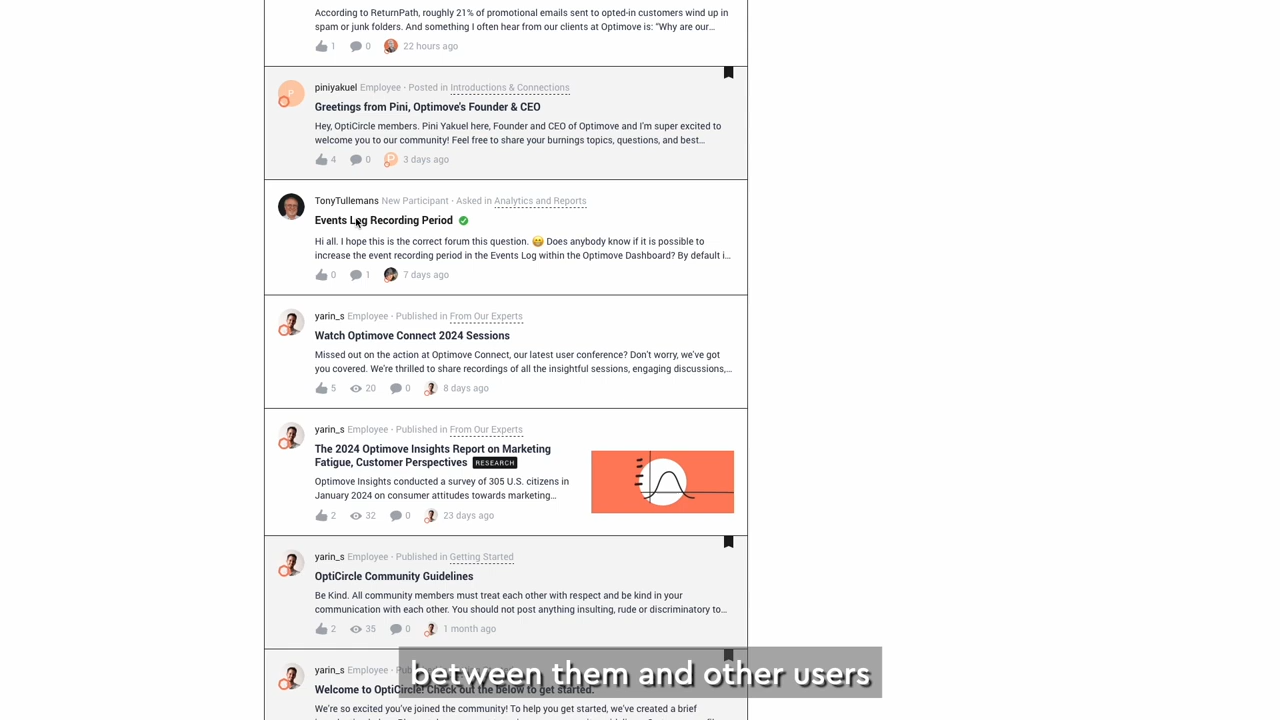 According to ReturnPath, roughly 21% of promotional emails sent to opted-in customers wind up in
spam or junk folders. And something I often hear from our clients at Optimove is: “Why are our…
1 0 22 hours ago
piniyakuel Employee · Posted in Introductions & Connections
P
Greetings from Pini, Optimove's Founder & CEO
Hey, OptiCircle members. Pini Yakuel here, Founder and CEO of Optimove and I'm super excited to
welcome you to our community! Feel free to share your burnings topics, questions, and best…
4 0 P 3 days ago
TonyTullemans New Participant · Asked in Analytics and Reports
Events Log Recording Period
Hi all. I hope this is the correct forum this question. 😁 Does anybody know if it is possible to
increase the event recording period in the Events Log within the Optimove Dashboard? By default i…
0 1 7 days ago
yarin_s Employee · Published in From Our Experts
Watch Optimove Connect 2024 Sessions
Missed out on the action at Optimove Connect, our latest user conference? Don't worry, we've got
you covered. We're thrilled to share recordings of all the insightful sessions, engaging discussions,…
5 20 0 8 days ago
yarin_s Employee · Published in From Our Experts
The 2024 Optimove Insights Report on Marketing
Fatigue, Customer Perspectives RESEARCH
Optimove Insights conducted a survey of 305 U.S. citizens in
January 2024 on consumer attitudes towards marketing…
2 32 0 23 days ago
yarin_s Employee · Published in Getting Started
OptiCircle Community Guidelines
Be Kind. All community members must treat each other with respect and be kind in your
communication with each other. You should not post anything insulting, rude or discriminatory to…
2 35 0 1 month ago
yarin_s Employee
between them and other users
Welcome to OptiCircle! Check out the below to get started.
We're so excited you've joined the community! To help you get started, we've created a brief